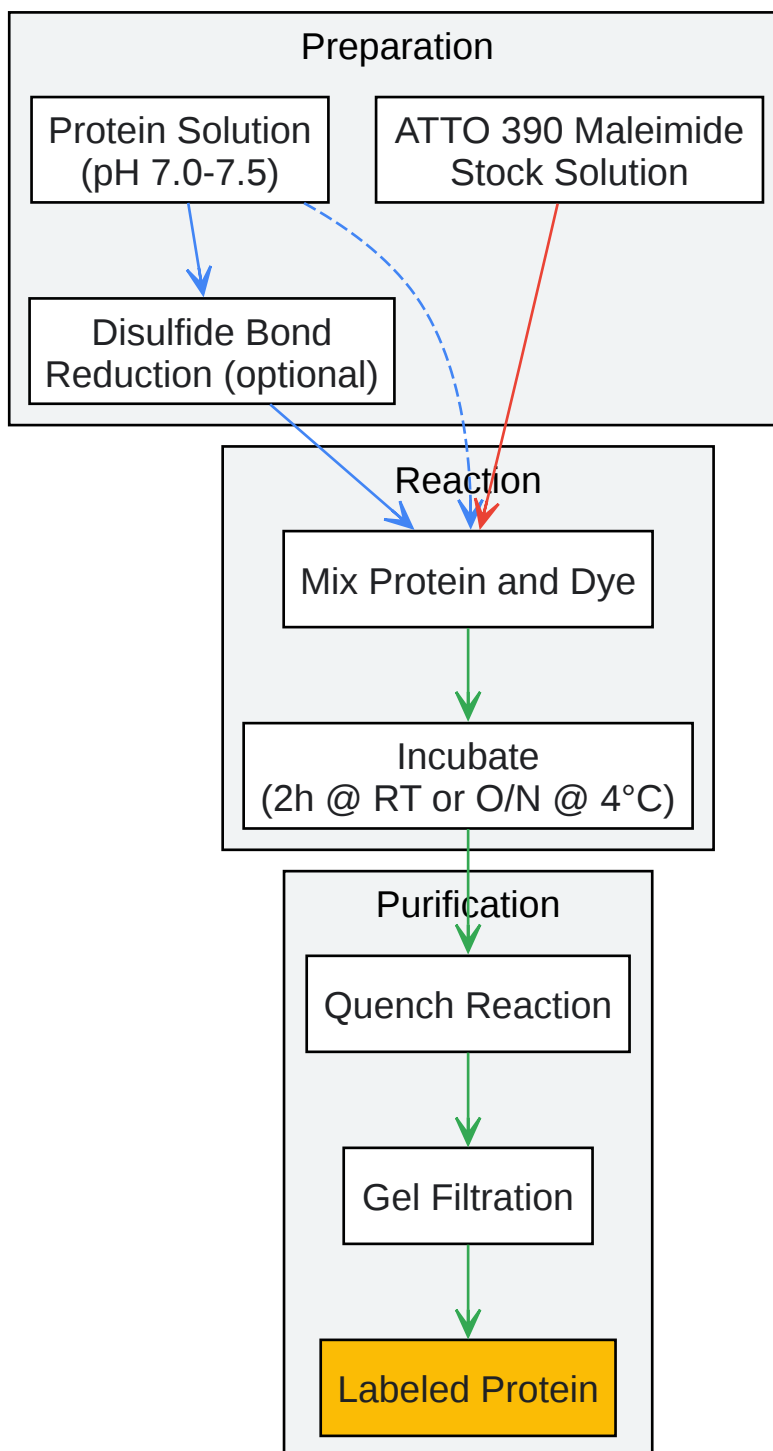 Preparation
Protein Solution
(pH 7.0-7.5)
ATTO 390 Maleimide
Stock Solution
Disulfide Bond
Reduction (optional)
Reaction
Mix Protein and Dye
Incubate
(2h @ RT or O/N @ 4°C)
Purification
Quench Reaction
Gel Filtration
Labeled Protein